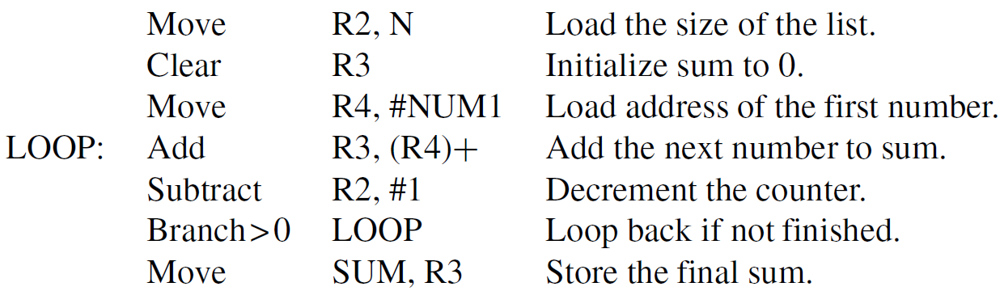 Move R2, N Load the size of the list.
Clear R3 Initialize sum to 0.
Move R4, #NUM1 Load address of the first number.
LOOP: Add R3, (R4)+ Add the next number to sum.
Subtract R2, #1 Decrement the counter.
Branch>0 LOOP Loop back if not finished.
Move SUM, R3 Store the final sum.